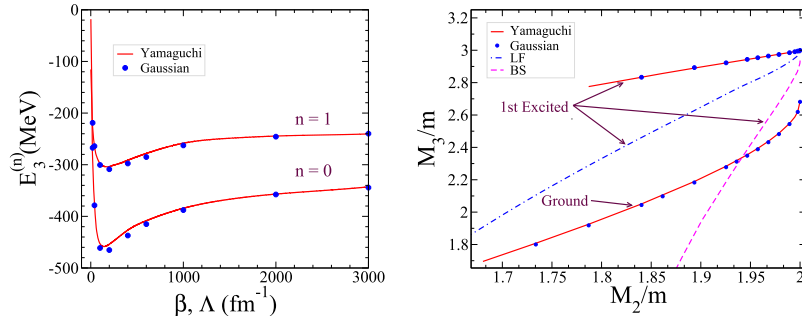 0
-100
-200
-300
-400
-500
E₃⁽ⁿ⁾(MeV)
Yamaguchi
Gaussian
n = 1
n = 0
0
1000
2000
3000
β, Λ (fm⁻¹)
3.2
3
2.8
2.6
2.4
2.2
2
1.8
M₃/m
Yamaguchi
Gaussian
LF
BS
1st Excited
Ground
1.7
1.75
1.8
1.85
1.9
1.95
2
M₂/m